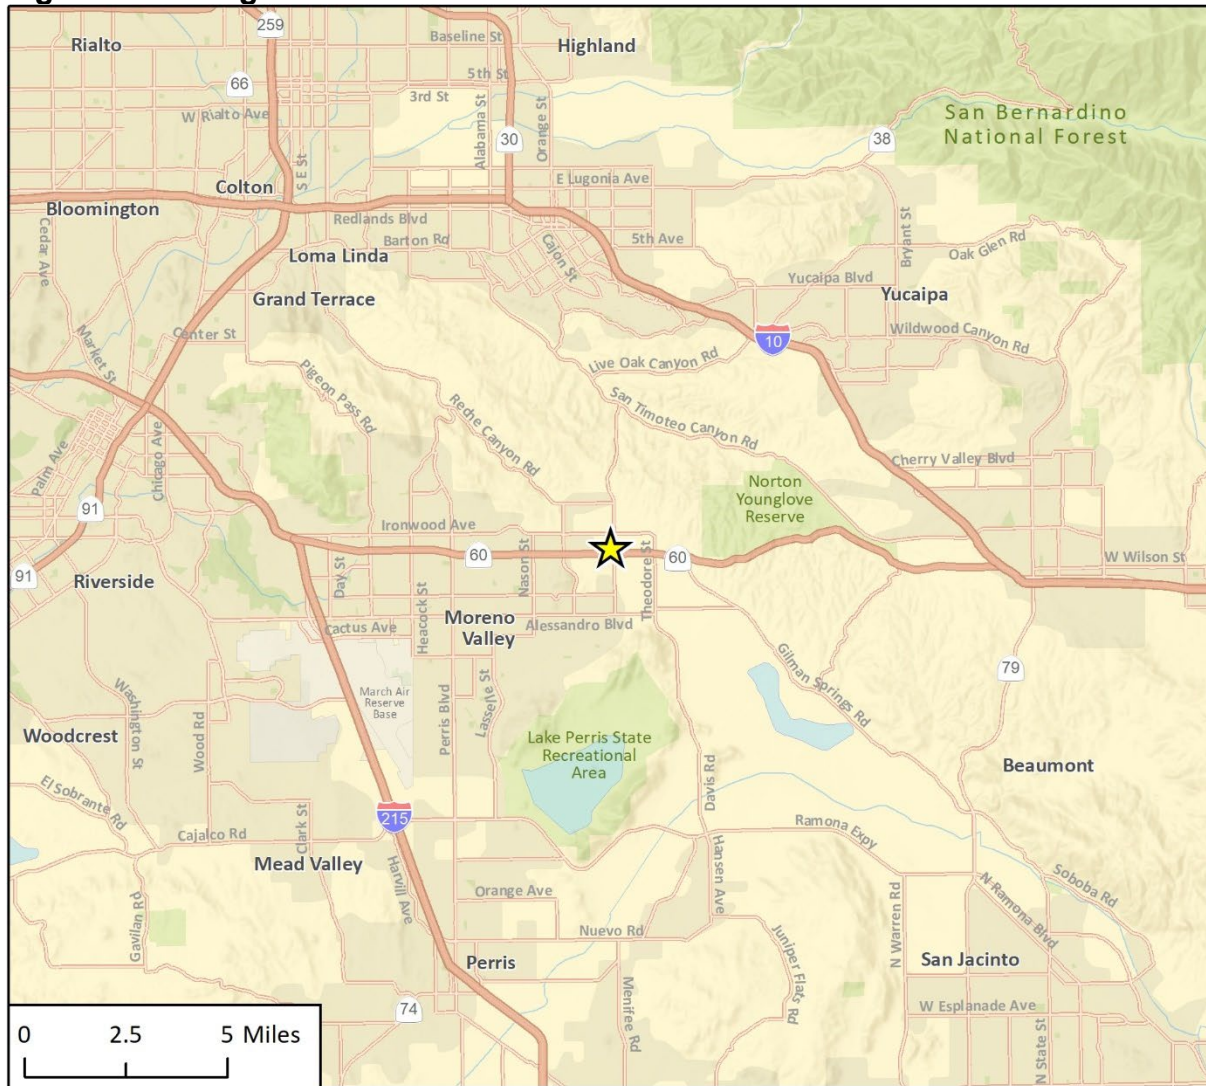 259
Rialto
Baseline St
Highland
66
5th St
3rd St
W Rialto Ave
Alabama St
Orange St
30
38
San Bernardino
National Forest
S E St
Colton
E Lugonia Ave
Bloomington
Redlands Blvd
Cedar Ave
Barton Rd
5th Ave
Bryant St
Oak Glen Rd
Loma Linda
Cajon St
Yucaipa Blvd
Yucaipa
Grand Terrace
Center St
Market St
10
Wildwood Canyon Rd
Live Oak Canyon Rd
Pigeon Pass Rd
Reche Canyon Rd
San Timoteo Canyon Rd
Palm Ave
Chicago Ave
Cherry Valley Blvd
Norton
Younglove
Reserve
91
Ironwood Ave
60
Nason St
Theodore St
60
W Wilson St
91
Riverside
Day St
Heacock St
Moreno
Valley
Alessandro Blvd
Cactus Ave
Gilman Springs Rd
79
March Air
Reserve
Base
Perris Blvd
Lasselle St
Washington St
Wood Rd
Woodcrest
Lake Perris State
Recreational
Area
Davis Rd
Beaumont
El Sobrante Rd
Cajalco Rd
Clark St
215
Ramona Expy
Mead Valley
Harvill Ave
Hansen Ave
Orange Ave
Soboba Rd
N Warren Rd
N Ramona Blvd
Gavilan Rd
Nuevo Rd
Juniper Flats Rd
Perris
San Jacinto
Menifee Rd
74
W Esplanade Ave
N State St
0 2.5 5 Miles